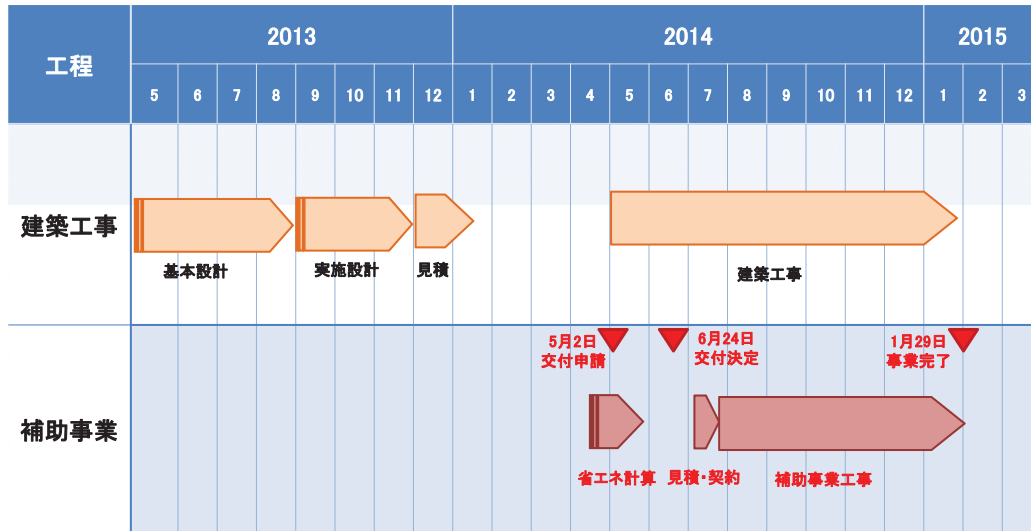 工程
2013
2014
2015
5 6 7 8 9 10 11 12 1 2 3 4 5 6 7 8 9 10 11 12 1 2 3
建築工事
基本設計
実施設計
見積
建築工事
補助事業
5月2日
交付申請
6月24日
交付決定
1月29日
事業完了
省エネ計算
見積・契約
補助事業工事